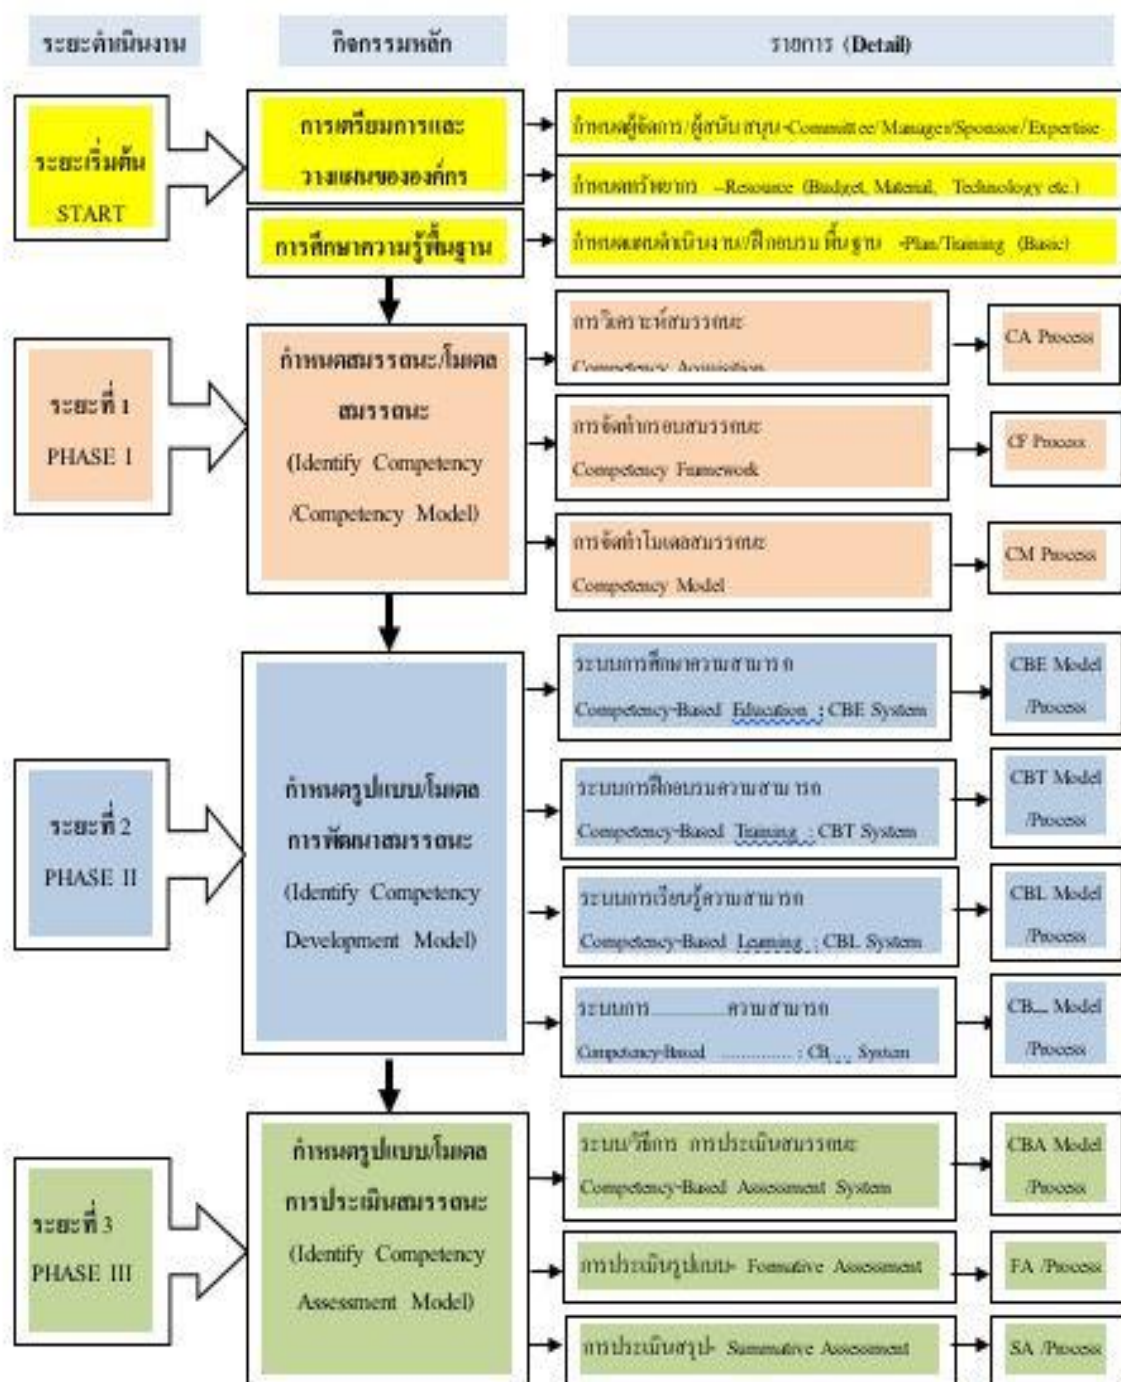 ระยะดำเนินงาน
กิจกรรมหลัก
รายการ (Detail)
ระยะเริ่มต้น
START
การเตรียมการและ
วางแผนขององค์กร
การศึกษาความรู้พื้นฐาน
กำหนดผู้จัดการ/ผู้สนับสนุน -Committee/Manager/Sponsor/Expertise
กำหนดทรัพยากร –Resource (Budget, Material, Technology etc.)
กำหนดแผนดำเนินงาน//ฝึกอบรมพื้นฐาน -Plan/Training (Basic)
ระยะที่ 1
PHASE I
กำหนดสมรรถนะ/โมเดล
สมรรถนะ
(Identify Competency
/Competency Model)
การวิเคราะห์สมรรถนะ
Competency Acquisition
CA Process
การจัดทำกรอบสมรรถนะ
Competency Framework
CF Process
การจัดทำโมเดลสมรรถนะ
Competency Model
CM Process
ระยะที่ 2
PHASE II
กำหนดรูปแบบ/โมเดล
การพัฒนาสมรรถนะ
(Identify Competency
Development Model)
ระบบการศึกษาความสามารถ
Competency-Based Education : CBE System
CBE Model
/Process
ระบบการฝึกอบรมความสามารถ
Competency-Based Training : CBT System
CBT Model
/Process
ระบบการเรียนรู้ความสามารถ
Competency-Based Learning : CBL System
CBL Model
/Process
ระบบการ..............ความสามารถ
Competency-Based .............. : CB... System
CB... Model
/Process
ระยะที่ 3
PHASE III
กำหนดรูปแบบ/โมเดล
การประเมินสมรรถนะ
(Identify Competency
Assessment Model)
ระบบ/วิธีการ การประเมินสมรรถนะ
Competency-Based Assessment System
CBA Model
/Process
การประเมินรูปแบบ- Formative Assessment
FA /Process
การประเมินสรุป- Summative Assessment
SA /Process